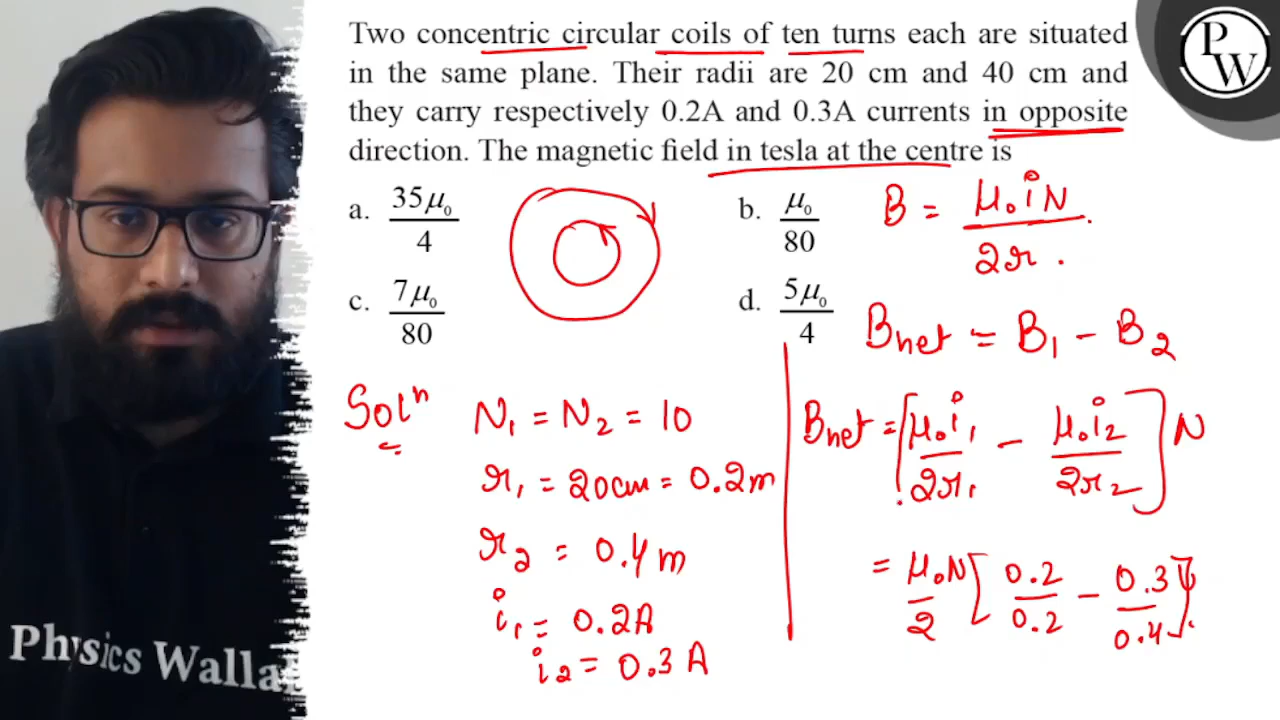 Two concentric circular coils of ten turns each are situated
in the same plane. Their radii are 20 cm and 40 cm and
they carry respectively 0.2A and 0.3A currents in opposite
direction. The magnetic field in tesla at the centre is
a. 35μ₀/4
b. μ₀/80
c. 7μ₀/80
d. 5μ₀/4
B = μ₀iN/2r.
Bnet = B₁ - B₂
Solⁿ
N₁ = N₂ = 10
r₁ = 20cm = 0.2m
r₂ = 0.4m
i₁ = 0.2A
i₂ = 0.3A
Bnet = [μ₀i₁/2r₁ - μ₀i₂/2r₂] N
= μ₀N/2 [0.2/0.2 - 0.3/0.4]
PW
Physics Walla